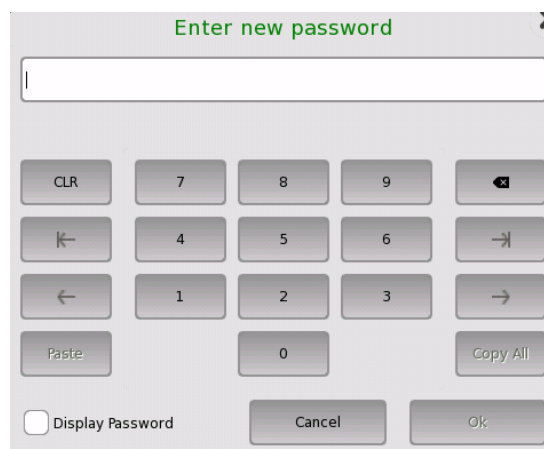 Enter new password
CLR 7 8 9
4 5 6
1 2 3
Paste 0 Copy All
Display Password Cancel Ok